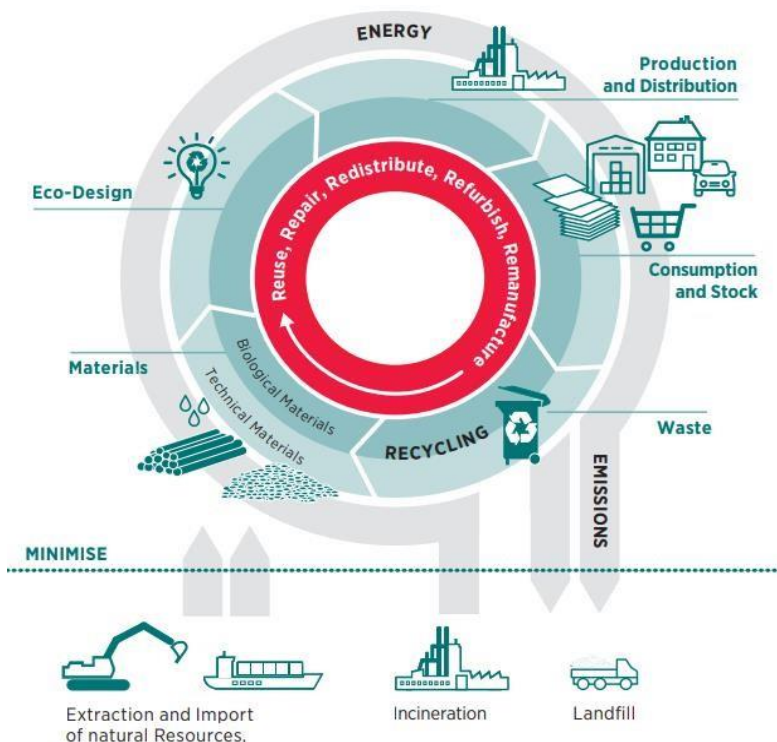 ENERGY
Production
and Distribution
Eco-Design
Reuse, Repair, Redistribute, Refurbish, Remanufacture
Consumption
and Stock
Materials
Biological Materials
Technical Materials
RECYCLING
Waste
EMISSIONS
MINIMISE
Extraction and Import
of natural Resources,
Incineration
Landfill